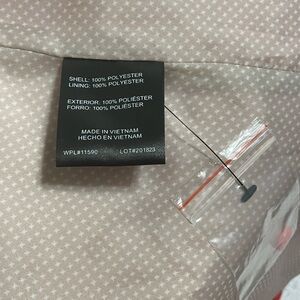 SHELL: 100% POLYESTER
LINING: 100% POLYESTER
EXTERIOR: 100% POLIÉSTER
FORRO: 100% POLIÉSTER
MADE IN VIETNAM
HECHO EN VIETNAM
WPL#11590 LOT#201823